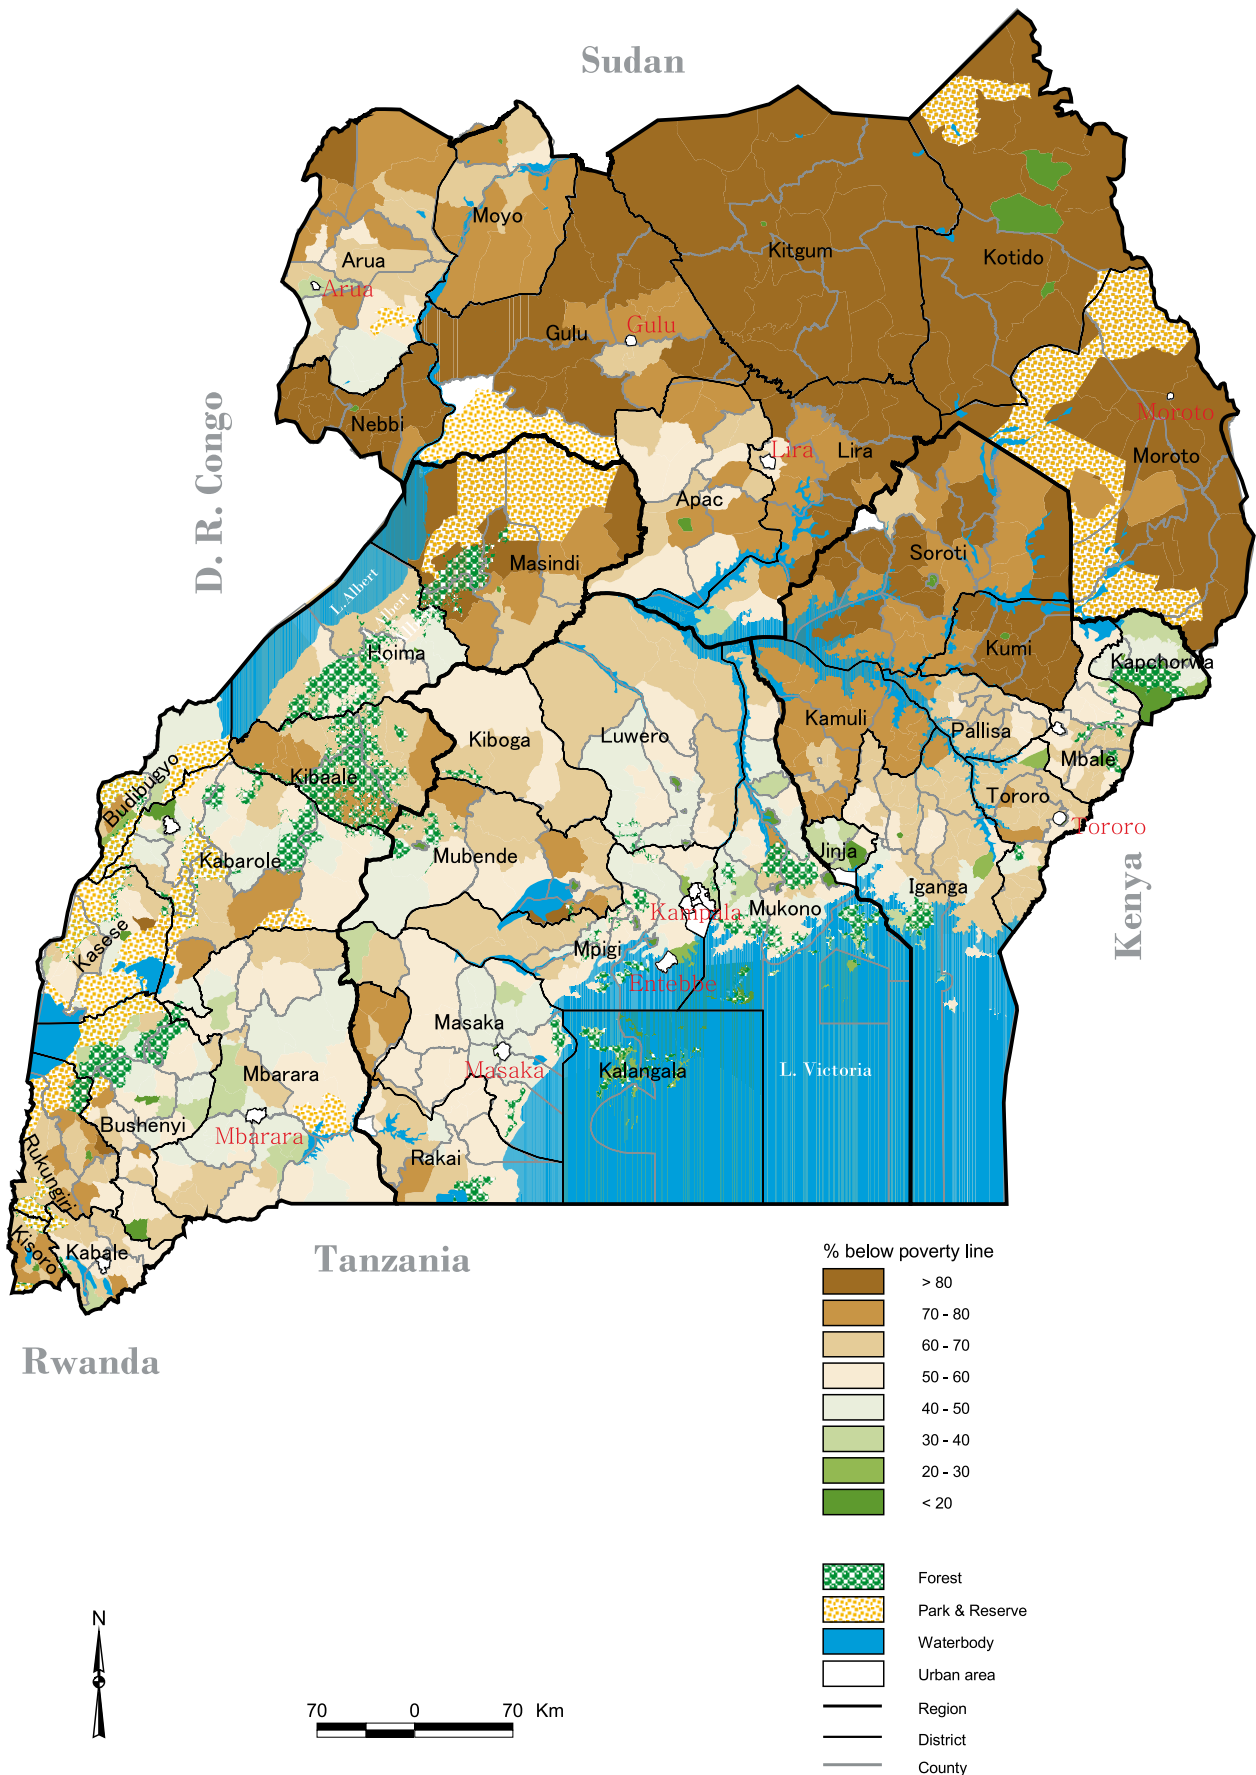 Sudan
Moyo
Kitgum
Kotido
Arua
Arua
Gulu
Gulu
D. R. Congo
Nebbi
Moroto
Moroto
Lira
Lira
Apac
Soroti
Masindi
L. Albert
Albert
Hoima
Kumi
Kapchorwa
Kamuli
Pallisa
Kiboga
Luwero
Mbale
Budibugyo
Kibaale
Tororo
Tororo
Kabarole
Mubende
Jinja
Iganga
Kenya
Kampala
Mukono
Kasese
Mpigi
Entebbe
Masaka
Masaka
Kalangala
L. Victoria
Mbarara
Mbarara
Bushenyi
Rakai
Rukungiri
Kisoro
Kabale
Tanzania
Rwanda
% below poverty line
> 80
70 - 80
60 - 70
50 - 60
40 - 50
30 - 40
20 - 30
< 20
Forest
Park & Reserve
Waterbody
Urban area
Region
District
County
N
70 0 70 Km